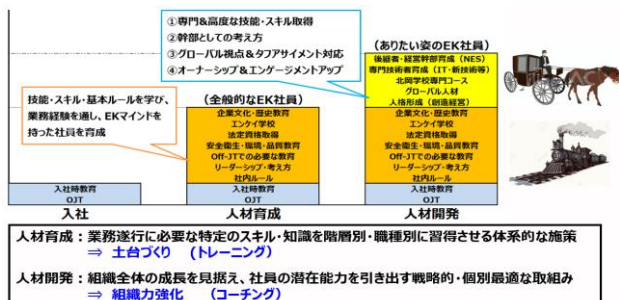 ①専門&高度な技能・スキル取得
②幹部としての考え方
③グローバル視点&タフアサイメント対応
④オーナーシップ&エンゲージメントアップ
(ありたい姿のEK社員)
後継者・経営幹部育成(NES)
専門技術者育成(IT・新技術等)
北岡学校専門コース
グローバル人材
人格形成(創造経営)
技能・スキル・基本ルールを学び、
業務経験を通し、EKマインドを
持った社員を育成
(全般的なEK社員)
企業文化・歴史教育
エンケイ学校
法定資格取得
安全衛生・環境・品質教育
Off-JTでの必要な教育
リーダーシップ・考え方
社内ルール
企業文化・歴史教育
エンケイ学校
法定資格取得
安全衛生・環境・品質教育
Off-JTでの必要な教育
リーダーシップ・考え方
社内ルール
入社時教育
OJT
入社時教育
OJT
入社時教育
OJT
入社
人材育成
人材開発
人材育成:業務遂行に必要な特定のスキル・知識を階層別・職種別に習得させる体系的な施策
⇒ 土台づくり (トレーニング)
人材開発:組織全体の成長を見据え、社員の潜在能力を引き出す戦略的・個別最適な取組み
⇒ 組織力強化 (コーチング)